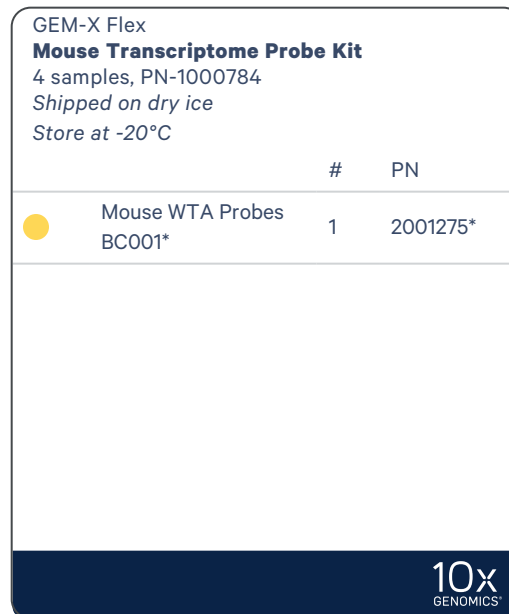 GEM-X Flex
Mouse Transcriptome Probe Kit
4 samples, PN-1000784
Shipped on dry ice
Store at -20°C
# PN
Mouse WTA Probes
BC001* 1 2001275*
10x
GENOMICS®